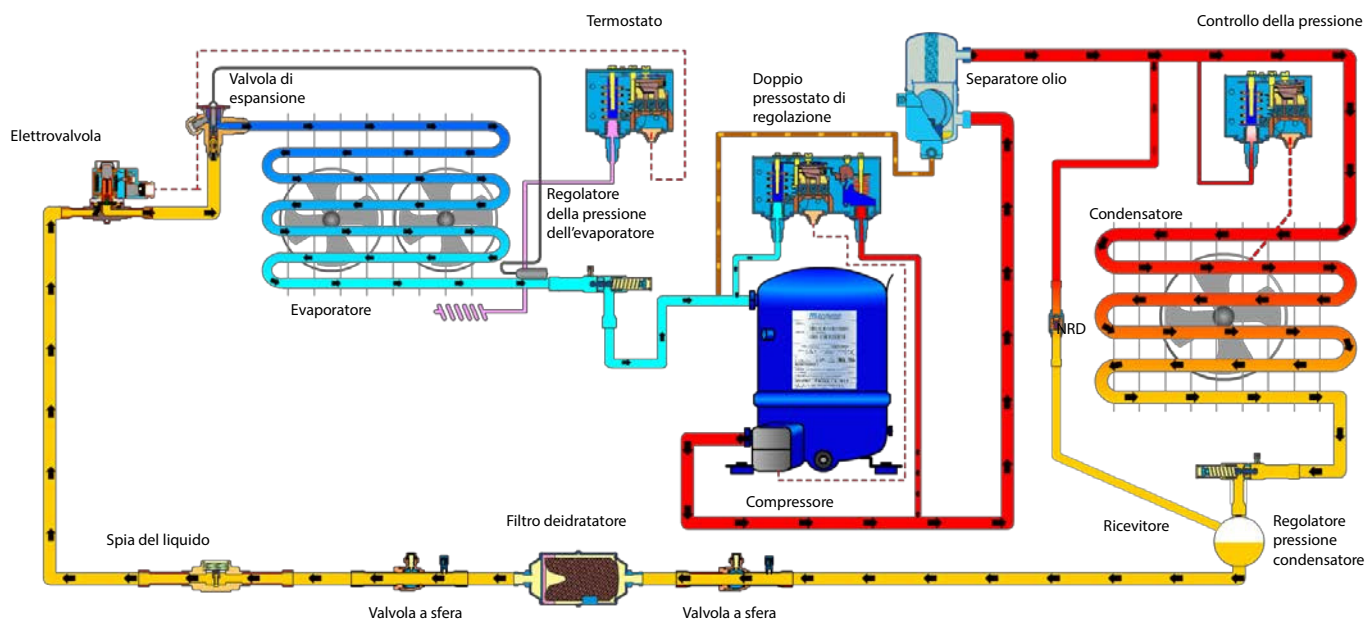 Termostato
Controllo della pressione
Valvola di
espansione
Doppio
pressostato di
regolazione
Separatore olio
Elettrovalvola
Regolatore
della pressione
dell'evaporatore
Condensatore
Evaporatore
NRD
Compressore
Ricevitore
Regolatore
pressione
condensatore
Spia del liquido
Filtro deidratatore
Valvola a sfera
Valvola a sfera